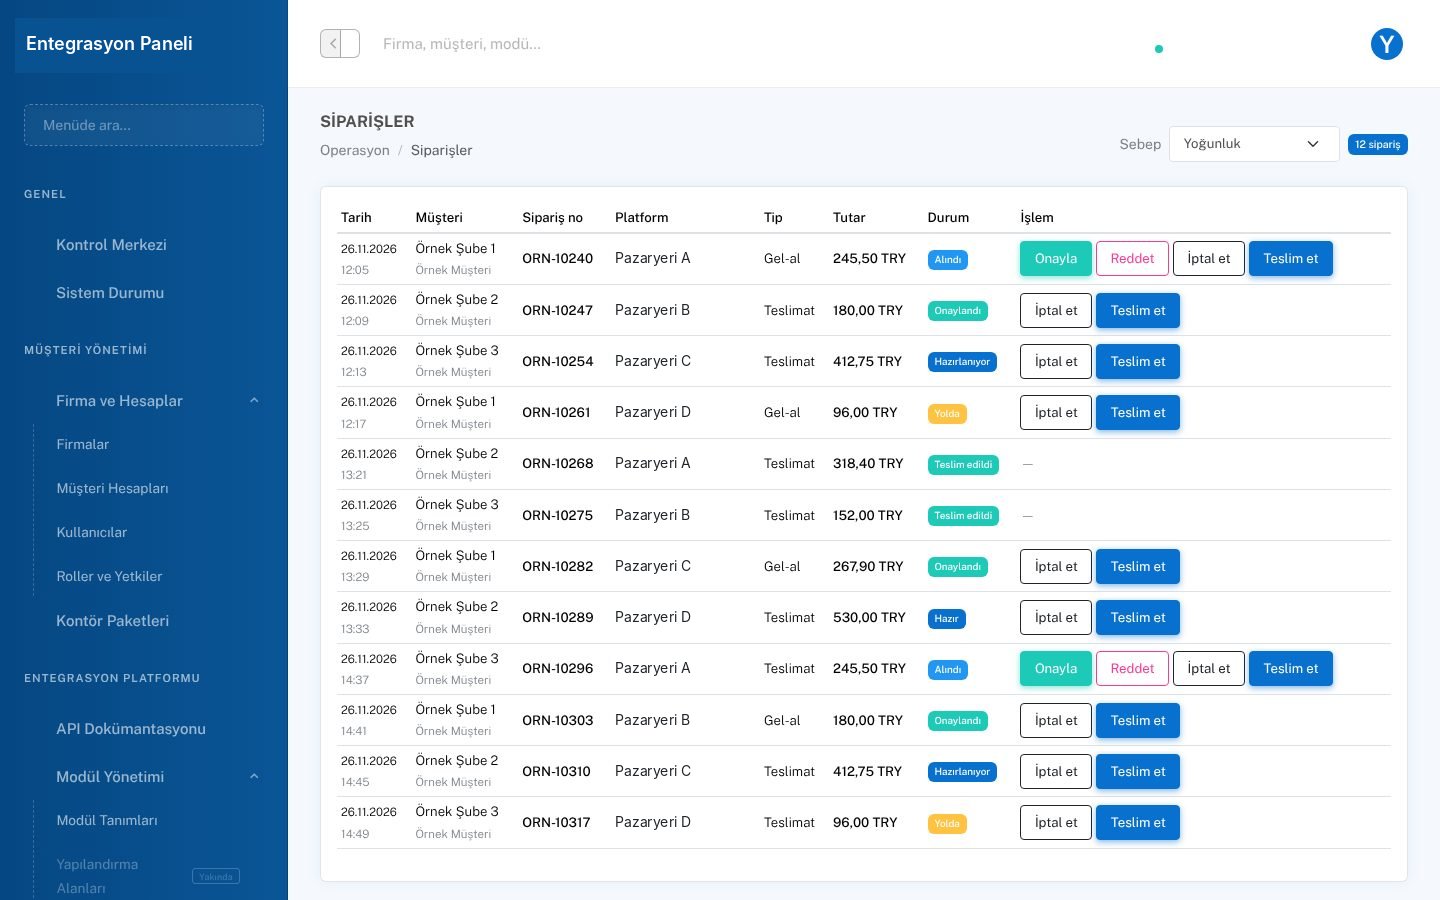 Entegrasyon Paneli
Menüde ara...
GENEL
Kontrol Merkezi
Sistem Durumu
MÜŞTERİ YÖNETİMİ
Firma ve Hesaplar
Firmalar
Müşteri Hesapları
Kullanıcılar
Roller ve Yetkiler
Kontör Paketleri
ENTEGRASYON PLATFORMU
API Dokümantasyonu
Modül Yönetimi
Modül Tanımları
Yapılandırma Alanları
Yakında
Firma, müşteri, modü...
Y
SİPARİŞLER
Operasyon / Siparişler
Sebep Yoğunluk 12 sipariş
Tarih Müşteri Sipariş no Platform Tip Tutar Durum İşlem
26.11.2026 12:05 Örnek Şube 1 Örnek Müşteri ORN-10240 Pazaryeri A Gel-al 245,50 TRY Alındı Onayla Reddet İptal et Teslim et
26.11.2026 12:09 Örnek Şube 2 Örnek Müşteri ORN-10247 Pazaryeri B Teslimat 180,00 TRY Onaylandı İptal et Teslim et
26.11.2026 12:13 Örnek Şube 3 Örnek Müşteri ORN-10254 Pazaryeri C Teslimat 412,75 TRY Hazırlanıyor İptal et Teslim et
26.11.2026 12:17 Örnek Şube 1 Örnek Müşteri ORN-10261 Pazaryeri D Gel-al 96,00 TRY Yolda İptal et Teslim et
26.11.2026 13:21 Örnek Şube 2 Örnek Müşteri ORN-10268 Pazaryeri A Teslimat 318,40 TRY Teslim edildi —
26.11.2026 13:25 Örnek Şube 3 Örnek Müşteri ORN-10275 Pazaryeri B Teslimat 152,00 TRY Teslim edildi —
26.11.2026 13:29 Örnek Şube 1 Örnek Müşteri ORN-10282 Pazaryeri C Gel-al 267,90 TRY Onaylandı İptal et Teslim et
26.11.2026 13:33 Örnek Şube 2 Örnek Müşteri ORN-10289 Pazaryeri D Teslimat 530,00 TRY Hazır İptal et Teslim et
26.11.2026 14:37 Örnek Şube 3 Örnek Müşteri ORN-10296 Pazaryeri A Teslimat 245,50 TRY Alındı Onayla Reddet İptal et Teslim et
26.11.2026 14:41 Örnek Şube 1 Örnek Müşteri ORN-10303 Pazaryeri B Gel-al 180,00 TRY Onaylandı İptal et Teslim et
26.11.2026 14:45 Örnek Şube 2 Örnek Müşteri ORN-10310 Pazaryeri C Teslimat 412,75 TRY Hazırlanıyor İptal et Teslim et
26.11.2026 14:49 Örnek Şube 3 Örnek Müşteri ORN-10317 Pazaryeri D Teslimat 96,00 TRY Yolda İptal et Teslim et